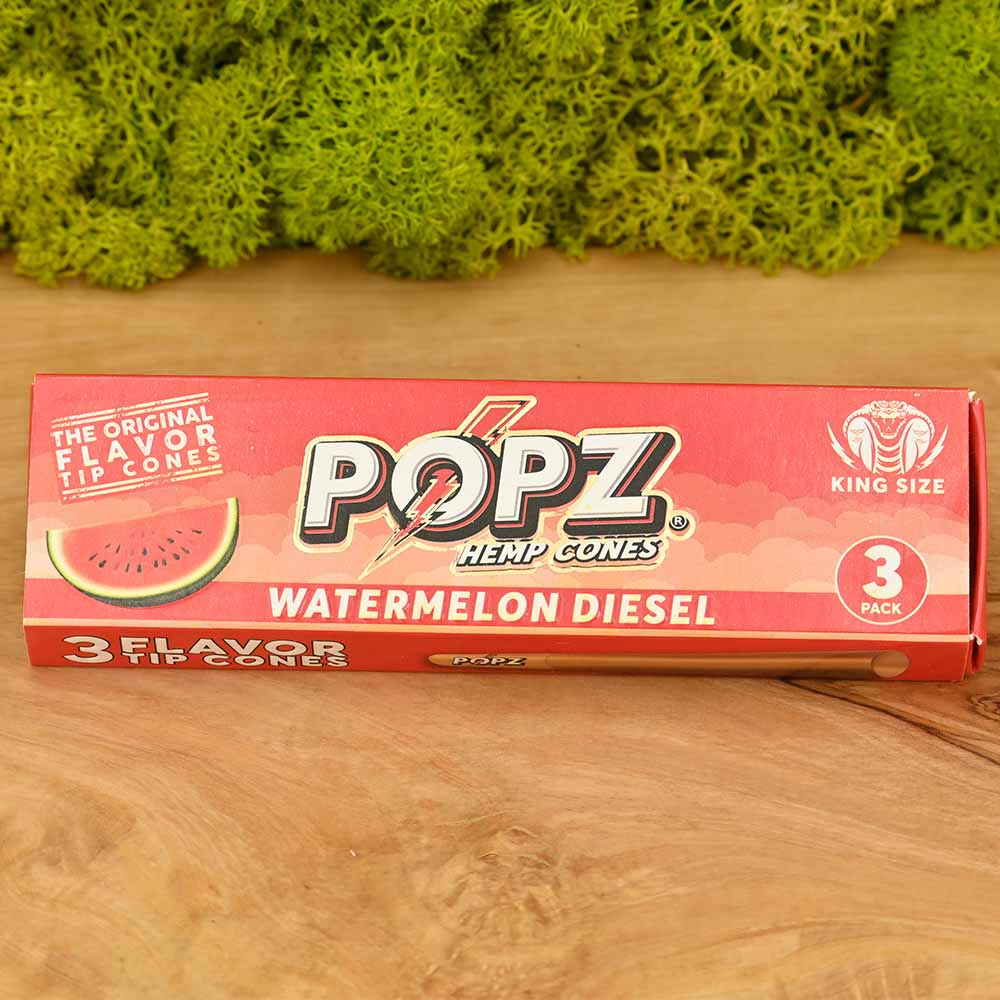 THE ORIGINAL
FLAVOR
TIP CONES
POPZ®
HEMP CONES
KING SIZE
3
PACK
WATERMELON DIESEL
3 FLAVOR
TIP CONES
POPZ